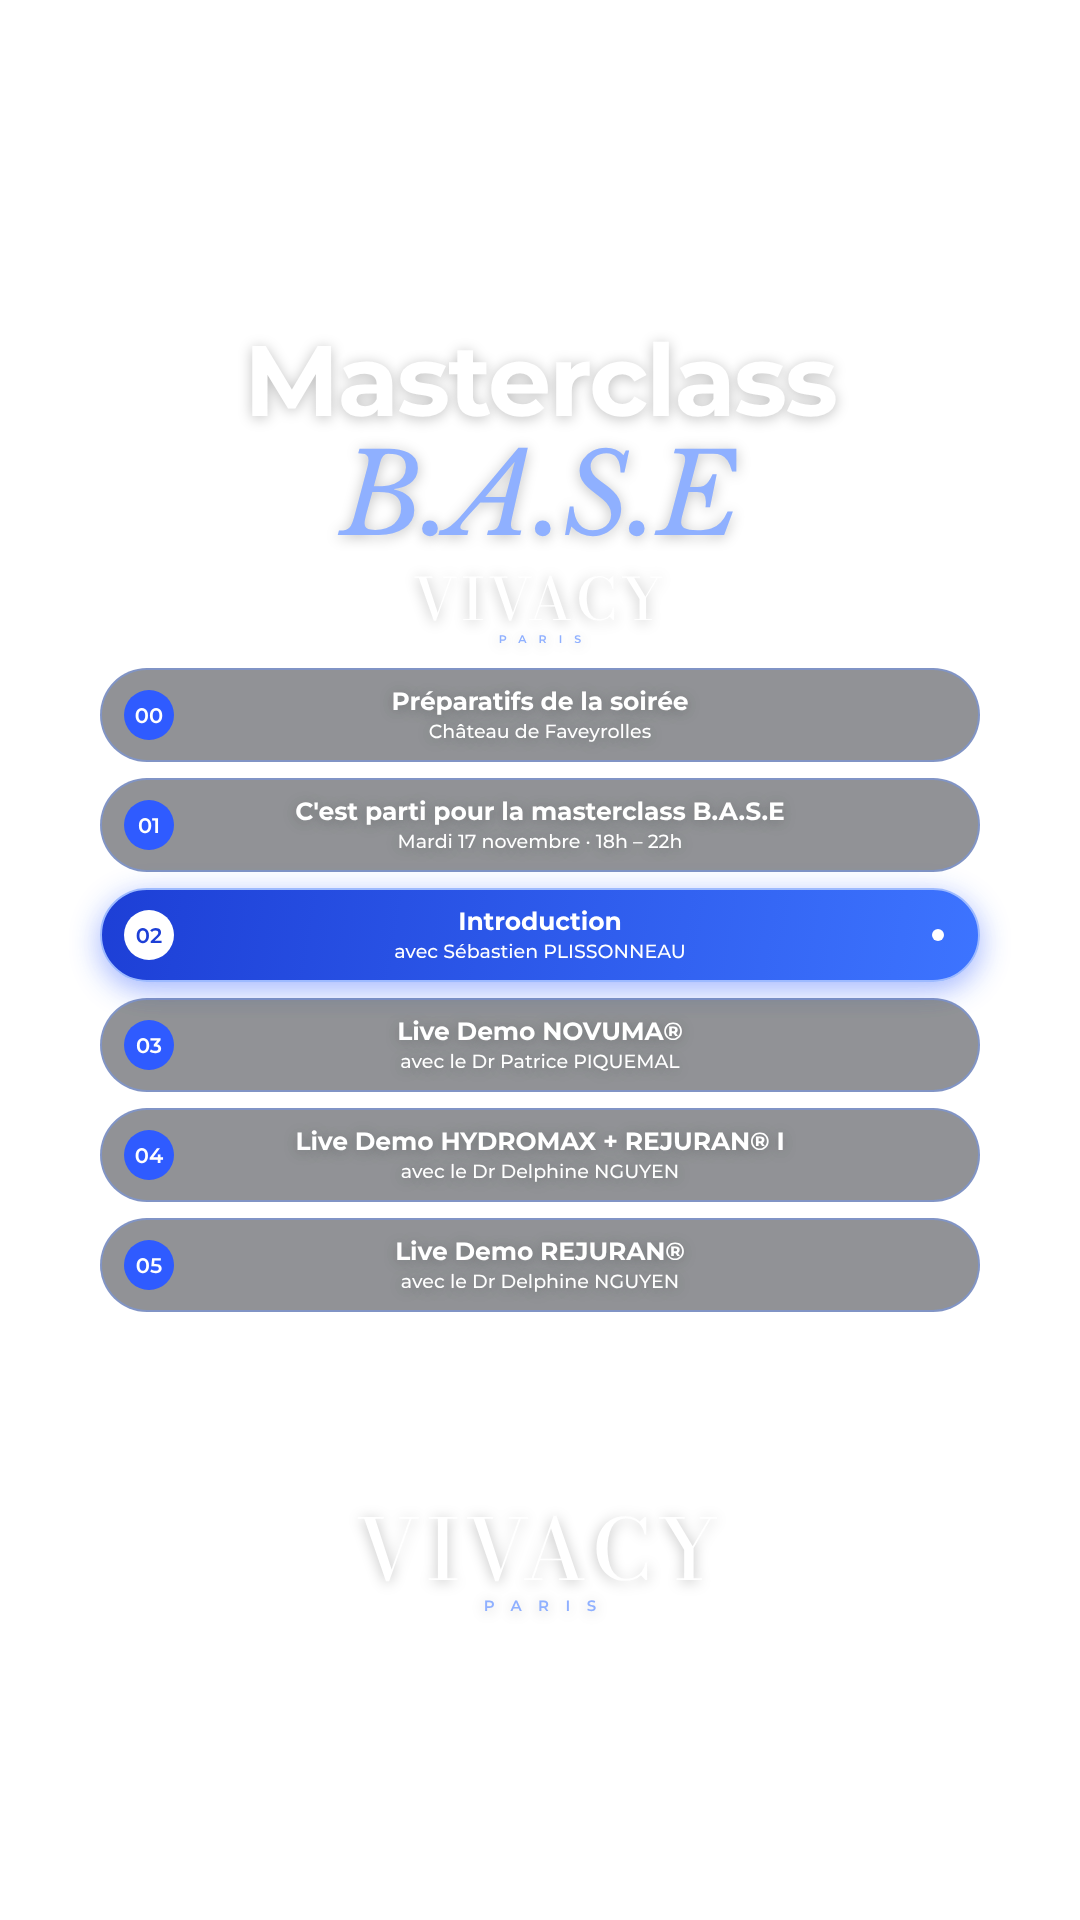 Masterclass
B.A.S.E
VIVACY
PARIS
00
Préparatifs de la soirée
Château de Faveyrolles
01
C'est parti pour la masterclass B.A.S.E
Mardi 17 novembre · 18h – 22h
02
Introduction
avec Sébastien PLISSONNEAU
03
Live Demo NOVUMA®
avec le Dr Patrice PIQUEMAL
04
Live Demo HYDROMAX + REJURAN® I
avec le Dr Delphine NGUYEN
05
Live Demo REJURAN®
avec le Dr Delphine NGUYEN
VIVACY
PARIS